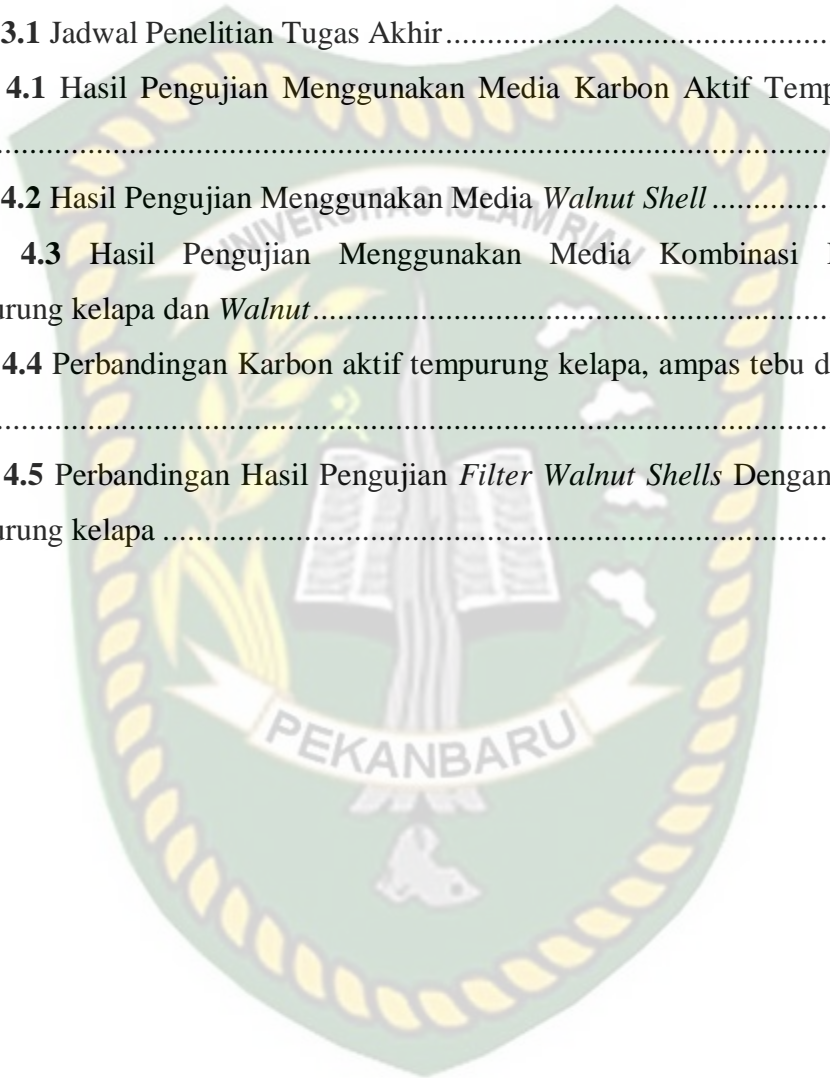 3.1 Jadwal Penelitian Tugas Akhir........................................................
4.1 Hasil Pengujian Menggunakan Media Karbon Aktif
........................................................................................................
4.2 Hasil Pengujian Menggunakan Media Walnut Shell..................
4.3 Hasil Pengujian Menggunakan Media Kombinasi
kelapa dan Walnut....................................................................
4.4 Perbandingan Karbon aktif tempurung kelapa, ampas tebu
........................................................................................................
4.5 Perbandingan Hasil Pengujian Filter Walnut Shells Dengan
kelapa ......................................................................................
UNIVERSITAS ISLAM RIAU
PEKANBARU